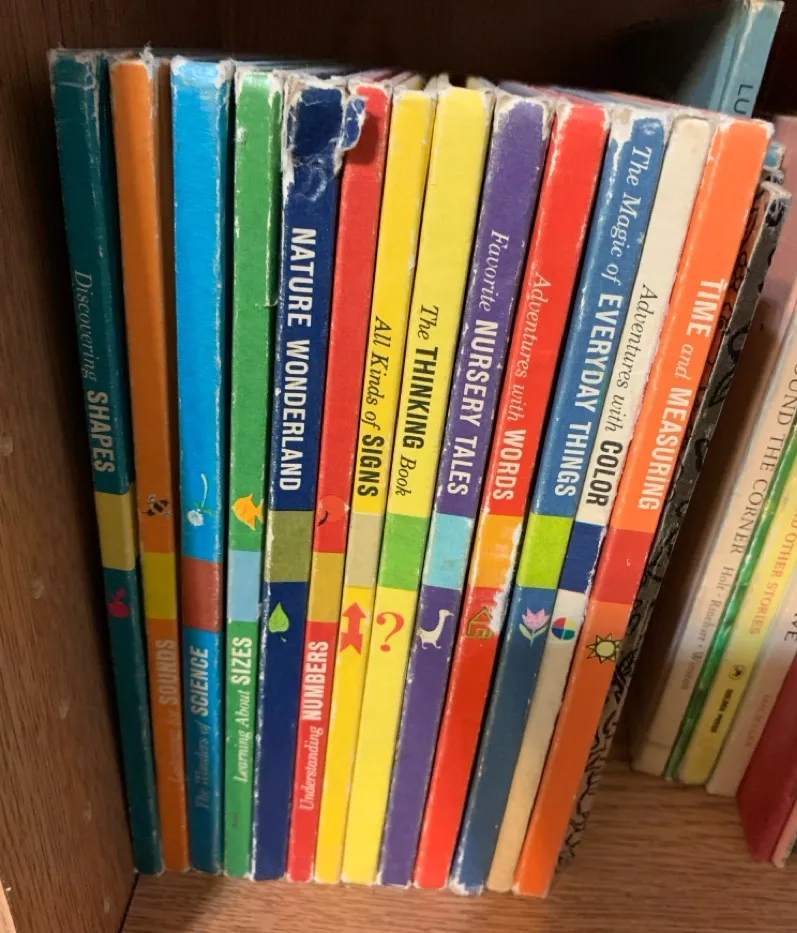 Discovering SHAPES
SOUNDS
The Wonders of SCIENCE
Learning About SIZES
NATURE WONDERLAND
Understanding NUMBERS
All Kinds of SIGNS
The THINKING Book
?
Favorite NURSERY TALES
Adventures with WORDS
The Magic of EVERYDAY THINGS
Adventures with COLOR
TIME and MEASURING
LU
OUND THE CORNER Holt · Rinehart · Winston
OTHER STORIES